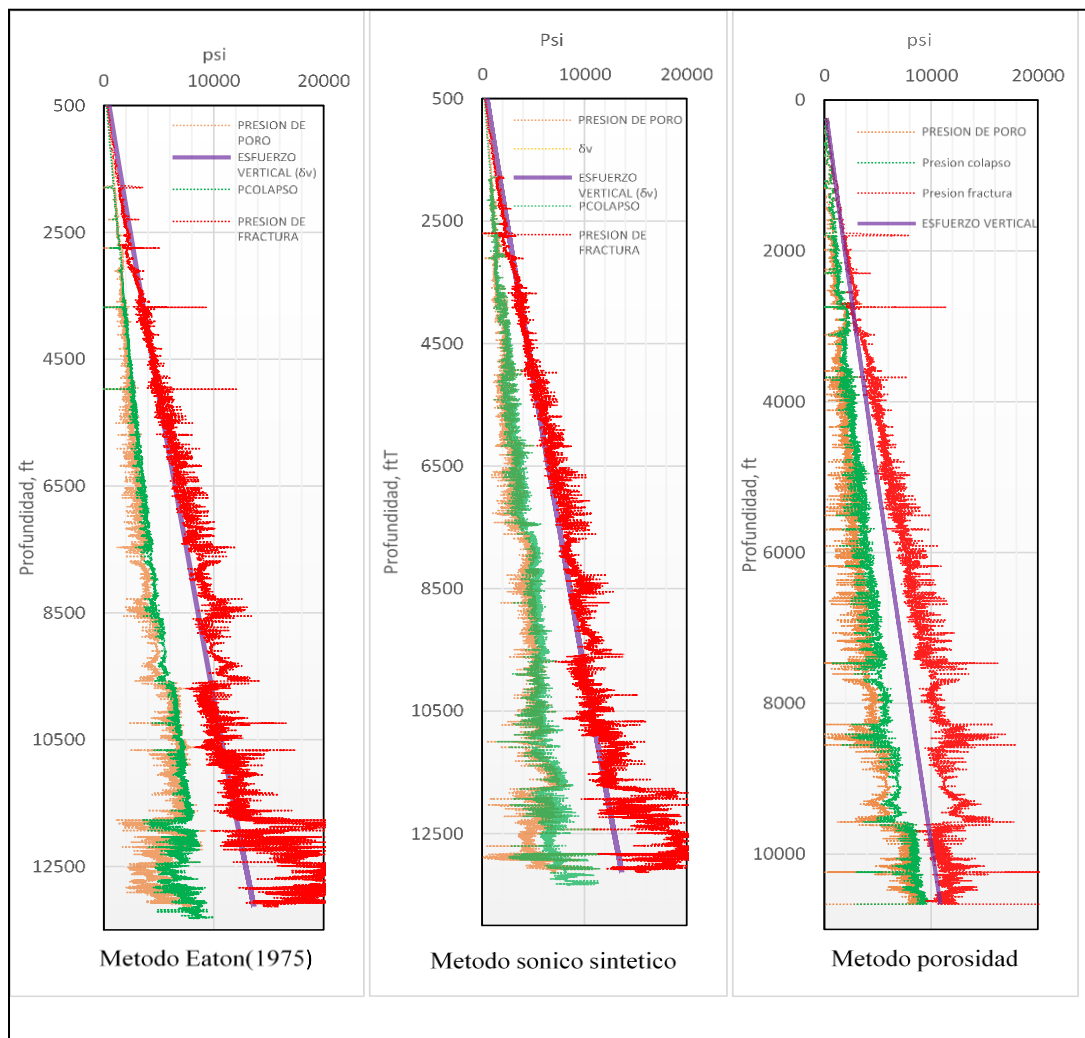 psi
0
10000
20000
500
2500
4500
6500
8500
10500
12500
Profundidad, ft
PRESION DE
PORO
ESFUERZO
VERTICAL (δv)
PCOLAPSO
PRESION DE
FRACTURA
Metodo Eaton(1975)
Psi
0
10000
20000
500
2500
4500
6500
8500
10500
12500
Profundidad, ftT
PRESION DE PORO
δv
ESFUERZO
VERTICAL (δv)
PCOLAPSO
PRESION DE
FRACTURA
Metodo sonico sintetico
psi
0
10000
20000
0
2000
4000
6000
8000
10000
Profundidad, ft
PRESION DE PORO
Presion colapso
Presion fractura
ESFUERZO VERTICAL
Metodo porosidad